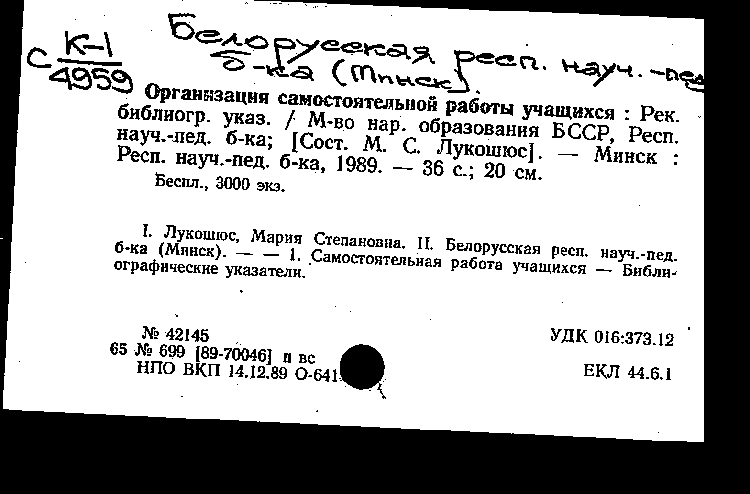 Белорусская респ. науч.-пед
б-ка (Минск).
С К-1
4959
Организация самостоятельной работы учащихся : Рек.
библиогр. указ. / М-во нар. образования БССР, Респ.
науч.-пед. б-ка; [Сост. М. С. Лукошюс]. — Минск :
Респ. науч.-пед. б-ка, 1989. — 36 с.; 20 см.
Беспл., 3000 экз.
I. Лукошюс, Мария Степановна. II. Белорусская респ. науч.-пед.
б-ка (Минск). — — 1. Самостоятельная работа учащихся — Библи-
ографические указатели.
№ 42145
УДК 016:373.12
65 № 699 [89-70046] п вс
НПО ВКП 14.12.89 О-641
ЕКЛ 44.6.1